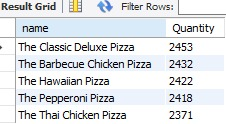 Result Grid Filter Rows:
name Quantity
The Classic Deluxe Pizza 2453
The Barbecue Chicken Pizza 2432
The Hawaiian Pizza 2422
The Pepperoni Pizza 2418
The Thai Chicken Pizza 2371